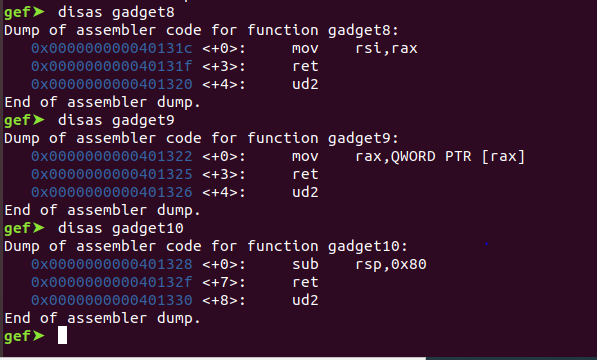 gef➤ disas gadget8
Dump of assembler code for function gadget8:
0x000000000040131c <+0>: mov rsi,rax
0x000000000040131f <+3>: ret
0x0000000000401320 <+4>: ud2
End of assembler dump.
gef➤ disas gadget9
Dump of assembler code for function gadget9:
0x0000000000401322 <+0>: mov rax,QWORD PTR [rax]
0x0000000000401325 <+3>: ret
0x0000000000401326 <+4>: ud2
End of assembler dump.
gef➤ disas gadget10
Dump of assembler code for function gadget10:
0x0000000000401328 <+0>: sub rsp,0x80
0x000000000040132f <+7>: ret
0x0000000000401330 <+8>: ud2
End of assembler dump.
gef➤